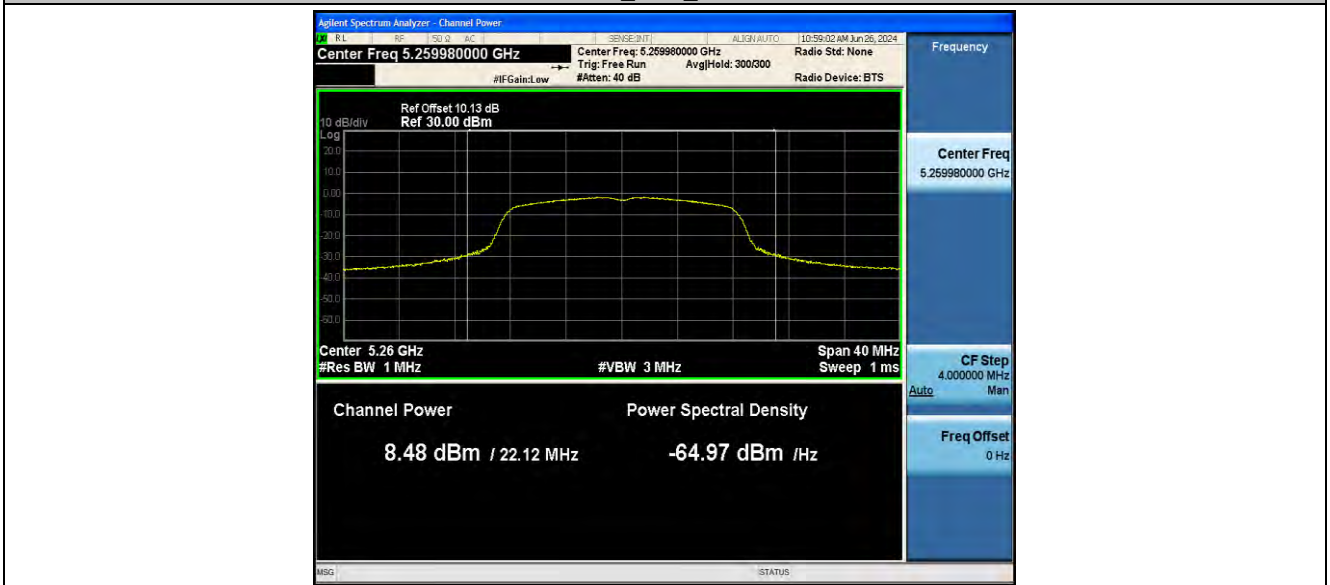 Agilent Spectrum Analyzer - Channel Power
RL RF 50 Ω AC SENSE:INT ALIGN AUTO 10:59:02 AM Jun 26, 2024
Center Freq 5.259980000 GHz
Center Freq: 5.259980000 GHz
Radio Std: None
Trig: Free Run Avg|Hold: 300/300
#IFGain:Low
#Atten: 40 dB
Radio Device: BTS
Frequency
Ref Offset 10.13 dB
10 dB/div Ref 30.00 dBm
Log
20.0
10.0
0.00
-10.0
-20.0
-30.0
-40.0
-50.0
-60.0
Center Freq
5.259980000 GHz
Center 5.26 GHz Span 40 MHz
#Res BW 1 MHz #VBW 3 MHz Sweep 1 ms
CF Step
4.000000 MHz
Auto Man
Channel Power Power Spectral Density
8.48 dBm / 22.12 MHz -64.97 dBm /Hz
Freq Offset
0 Hz
MSG STATUS